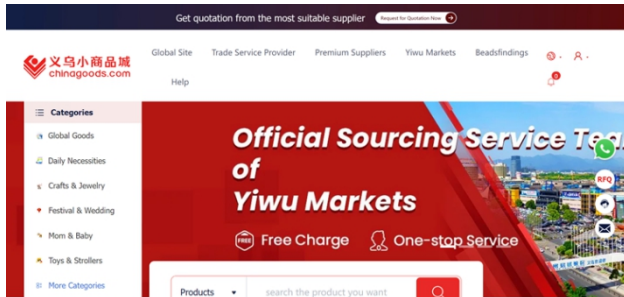 Get quotation from the most suitable supplier Request for Quotation Now
义乌小商品城
chinagoods.com
Global Site Trade Service Provider Premium Suppliers Yiwu Markets Beadsfindings
Help
0
Categories
Global Goods
Daily Necessities
Crafts & Jewelry
Festival & Wedding
Mom & Baby
Toys & Strollers
More Categories
Official Sourcing Service Tea
of
Yiwu Markets
FREE Free Charge One-stop Service
RFQ
Products search the product you want